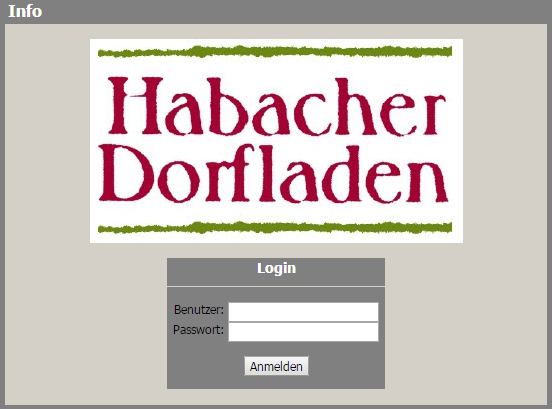 Info
Habacher
Dorfladen
Login
Benutzer:
Passwort:
Anmelden